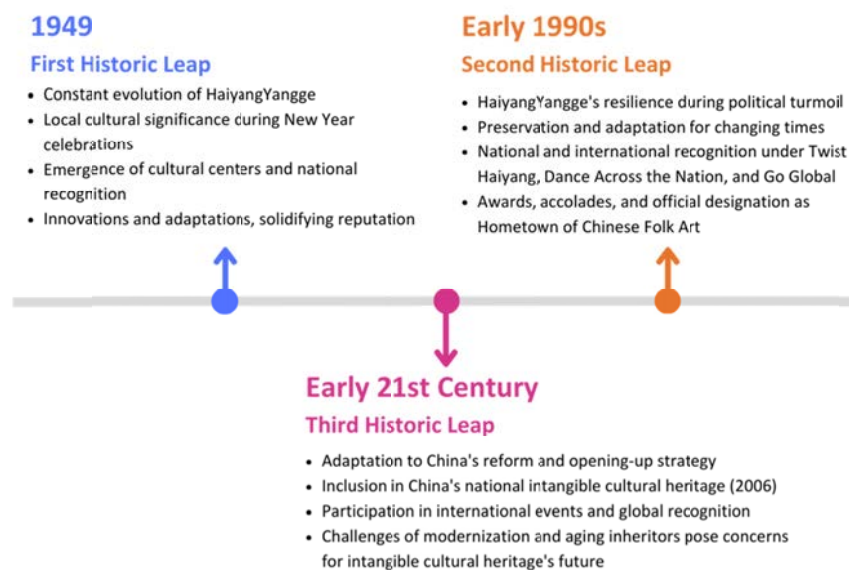 1949
First Historic Leap
• Constant evolution of HaiyangYangge
• Local cultural significance during New Year
celebrations
• Emergence of cultural centers and national
recognition
• Innovations and adaptations, solidifying reputation
Early 1990s
Second Historic Leap
• HaiyangYangge's resilience during political turmoil
• Preservation and adaptation for changing times
• National and international recognition under Twist
Haiyang, Dance Across the Nation, and Go Global
• Awards, accolades, and official designation as
Hometown of Chinese Folk Art
Early 21st Century
Third Historic Leap
• Adaptation to China's reform and opening-up strategy
• Inclusion in China's national intangible cultural heritage (2006)
• Participation in international events and global recognition
• Challenges of modernization and aging inheritors pose concerns
for intangible cultural heritage's future